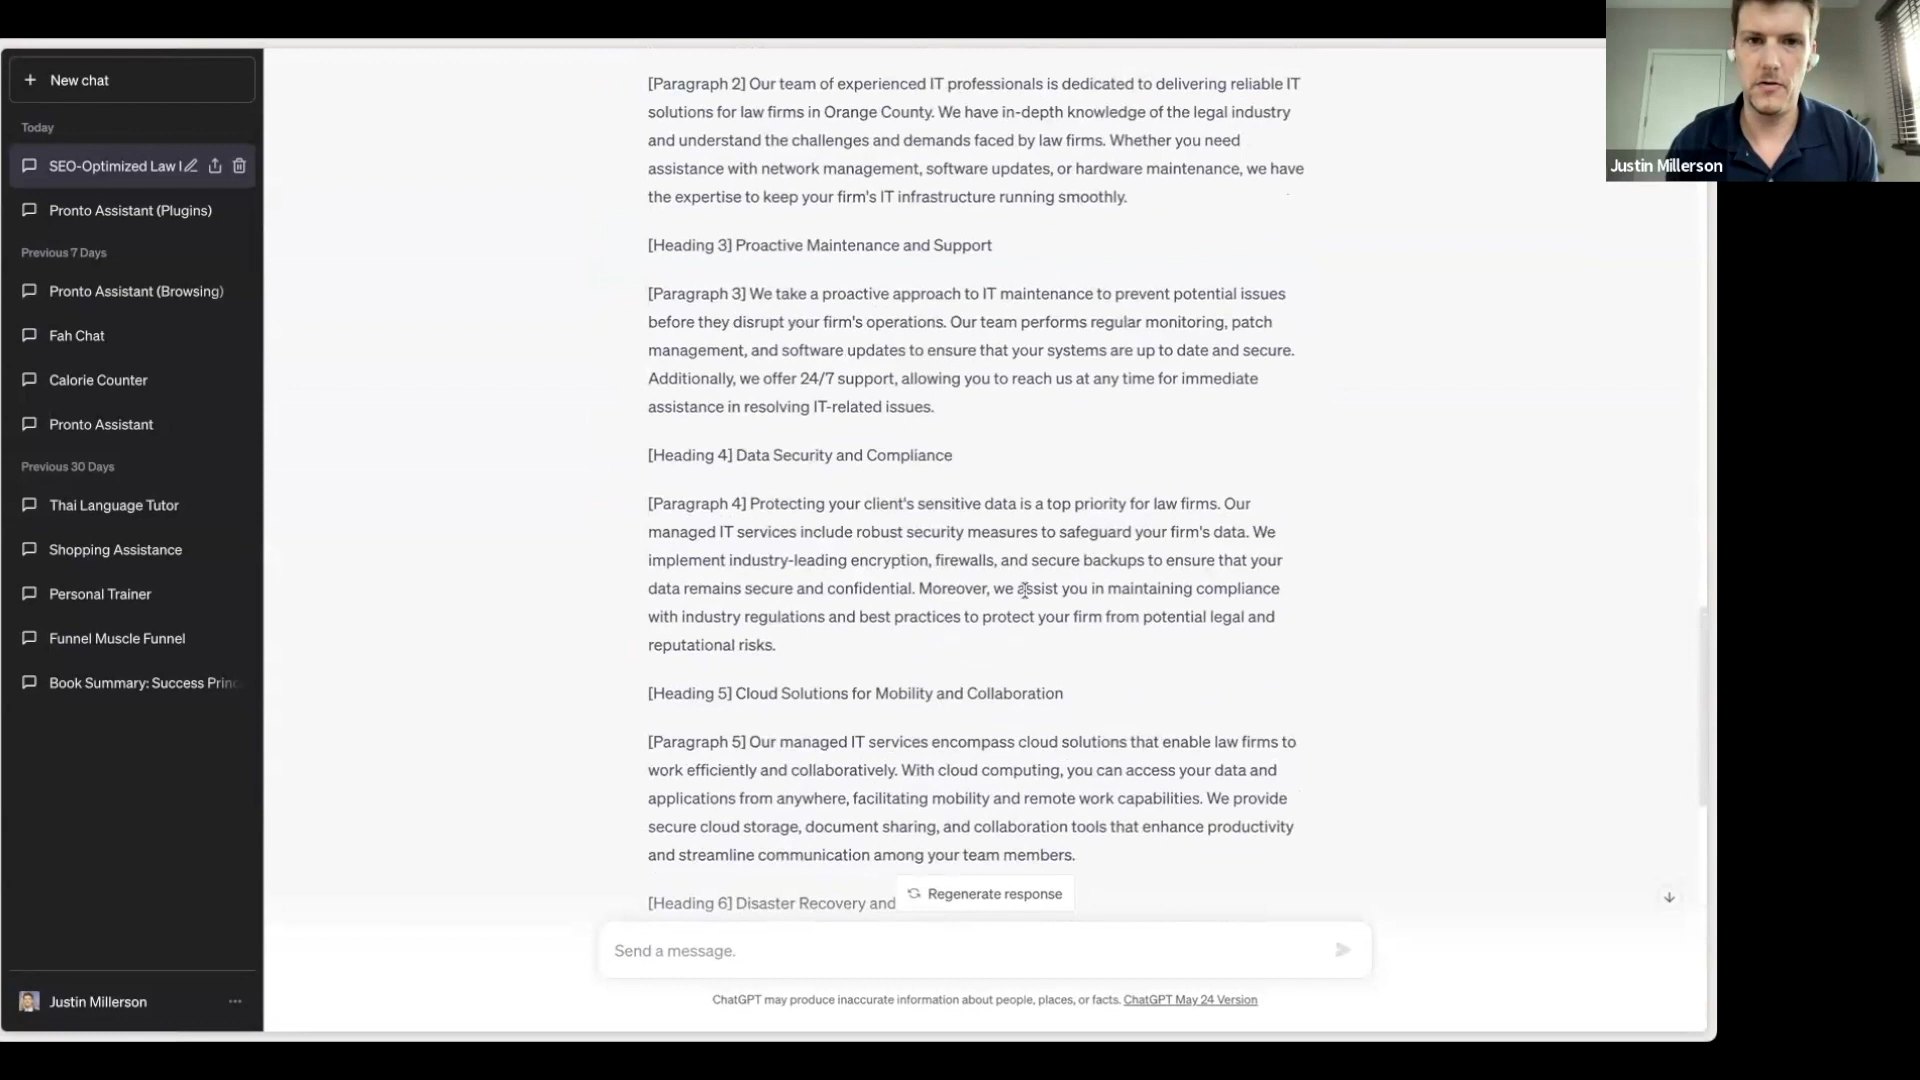 New chat
Today
SEO-Optimized Law
Pronto Assistant (Plugins)
Previous 7 Days
Pronto Assistant (Browsing)
Fah Chat
Calorie Counter
Pronto Assistant
Previous 30 Days
Thai Language Tutor
Shopping Assistance
Personal Trainer
Funnel Muscle Funnel
Book Summary: Success Princ
Justin Millerson
[Paragraph 2] Our team of experienced IT professionals is dedicated to delivering reliable IT
solutions for law firms in Orange County. We have in-depth knowledge of the legal industry
and understand the challenges and demands faced by law firms. Whether you need
assistance with network management, software updates, or hardware maintenance, we have
the expertise to keep your firm's IT infrastructure running smoothly.
[Heading 3] Proactive Maintenance and Support
[Paragraph 3] We take a proactive approach to IT maintenance to prevent potential issues
before they disrupt your firm's operations. Our team performs regular monitoring, patch
management, and software updates to ensure that your systems are up to date and secure.
Additionally, we offer 24/7 support, allowing you to reach us at any time for immediate
assistance in resolving IT-related issues.
[Heading 4] Data Security and Compliance
[Paragraph 4] Protecting your client's sensitive data is a top priority for law firms. Our
managed IT services include robust security measures to safeguard your firm's data. We
implement industry-leading encryption, firewalls, and secure backups to ensure that your
data remains secure and confidential. Moreover, we assist you in maintaining compliance
with industry regulations and best practices to protect your firm from potential legal and
reputational risks.
[Heading 5] Cloud Solutions for Mobility and Collaboration
[Paragraph 5] Our managed IT services encompass cloud solutions that enable law firms to
work efficiently and collaboratively. With cloud computing, you can access your data and
applications from anywhere, facilitating mobility and remote work capabilities. We provide
secure cloud storage, document sharing, and collaboration tools that enhance productivity
and streamline communication among your team members.
[Heading 6] Disaster Recovery and
Regenerate response
Send a message.
ChatGPT may produce inaccurate information about people, places, or facts. ChatGPT May 24 Version
Justin Millerson